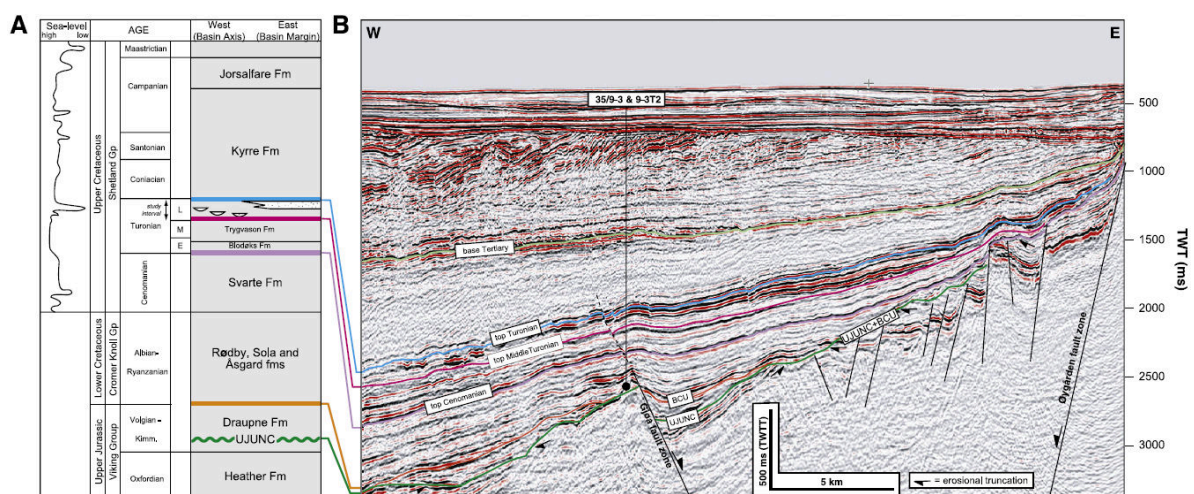 A
Sea-level
high low
AGE
West
(Basin Axis)
East
(Basin Margin)
Upper Cretaceous
Shetland Gp
Maastrictian
Campanian
Santonian
Coniacian
study
interval
Turonian
L
M
E
Cenomanian
Jorsalfare Fm
Kyrre Fm
Trygvason Fm
Blodøks Fm
Svarte Fm
Lower Cretaceous
Cromer Knoll Gp
Albian-
Ryanzanian
Rødby, Sola and
Åsgard fms
Upper Jurassic
Viking Group
Volgian -
Kimm.
Oxfordian
Draupne Fm
UJUNC
Heather Fm
B
W
E
35/9-3 & 9-3T2
base Tertiary
top Turonian
top MiddleTuronian
top Cenomanian
UJUNC+BCU
BCU
UJUNC
Gjøa fault zone
Øygarden fault zone
500 ms (TWTT)
5 km
= erosional truncation
500
1000
1500
2000
2500
3000
TWT (ms)